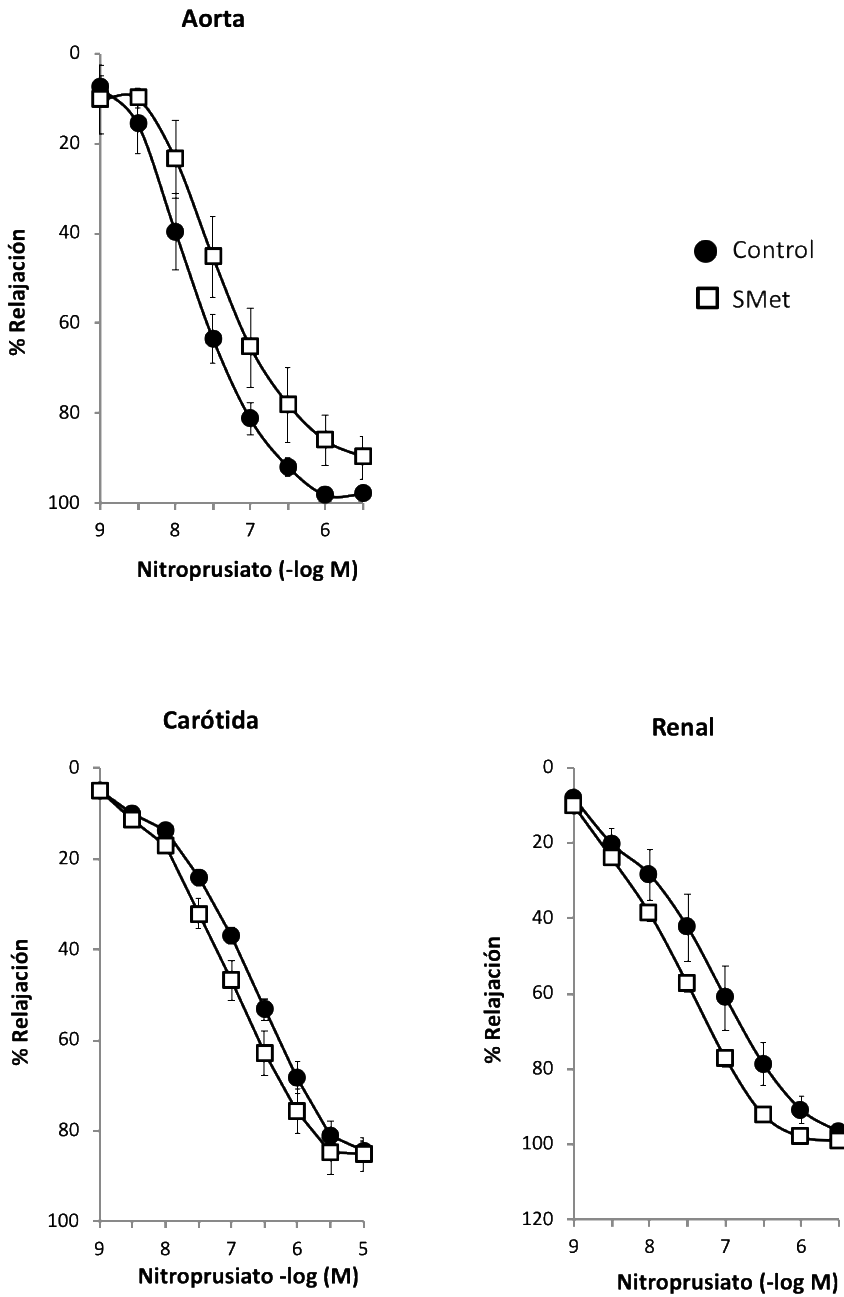 Aorta
0
20
40
60
80
100
% Relajación
9 8 7 6
Nitroprusiato (-log M)
Control
SMet
Carótida
0
20
40
60
80
100
% Relajación
9 8 7 6 5
Nitroprusiato -log (M)
Renal
0
20
40
60
80
100
120
% Relajación
9 8 7 6
Nitroprusiato (-log M)